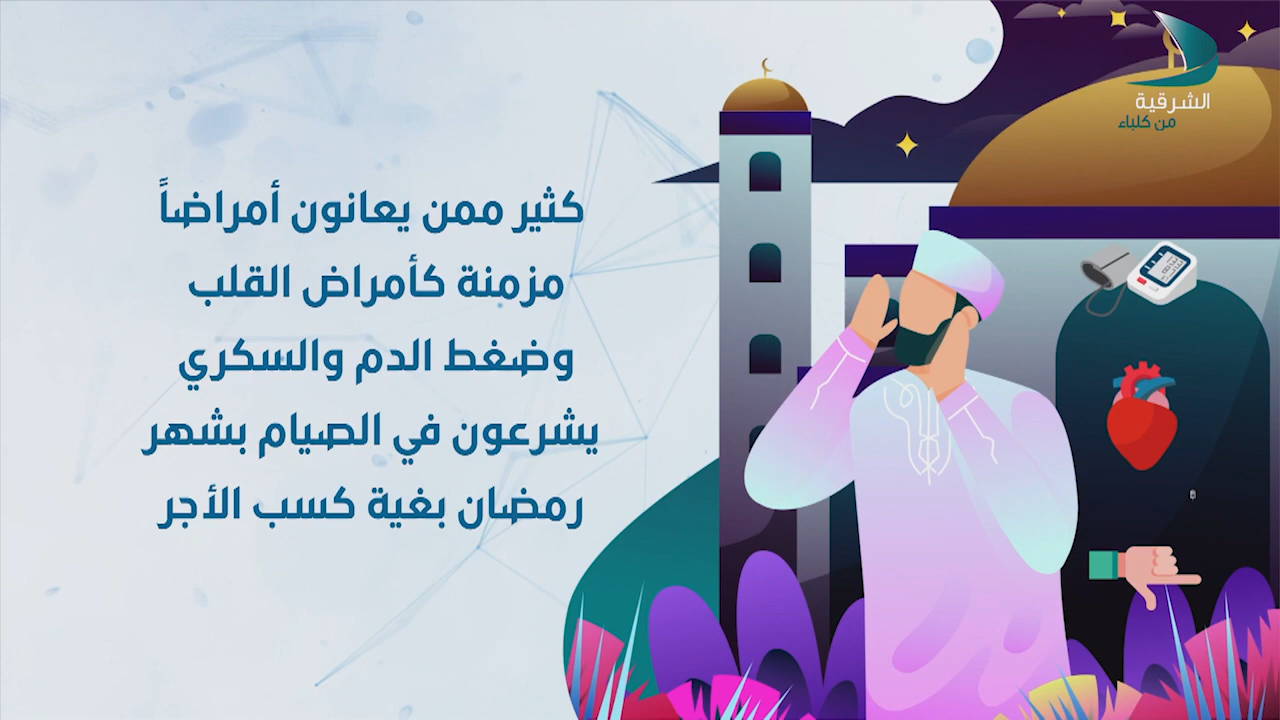 الشرقية
من كلباء
كثير ممن يعانون أمراضاً
مزمنة كأمراض القلب
وضغط الدم والسكري
يشرعون في الصيام بشهر
رمضان بغية كسب الأجر